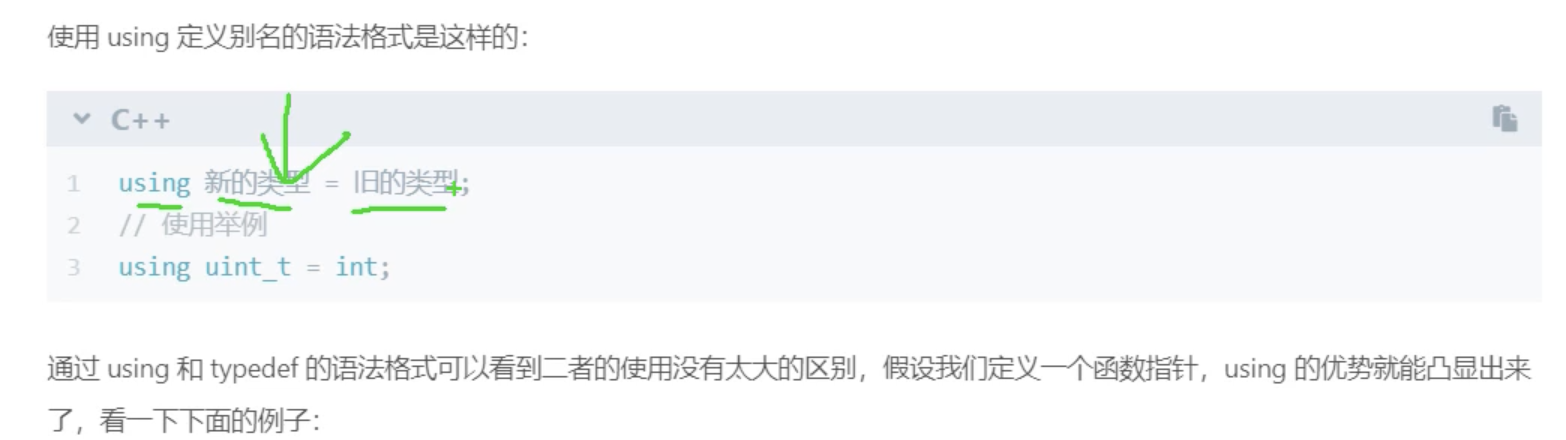 使用 using 定义别名的语法格式是这样的：
C++
1 using 新的类型 = 旧的类型;
2 // 使用举例
3 using uint_t = int;
通过 using 和 typedef 的语法格式可以看到二者的使用没有太大的区别，假设我们定义一个函数指针，using 的优势就能凸显出来
了，看一下下面的例子：